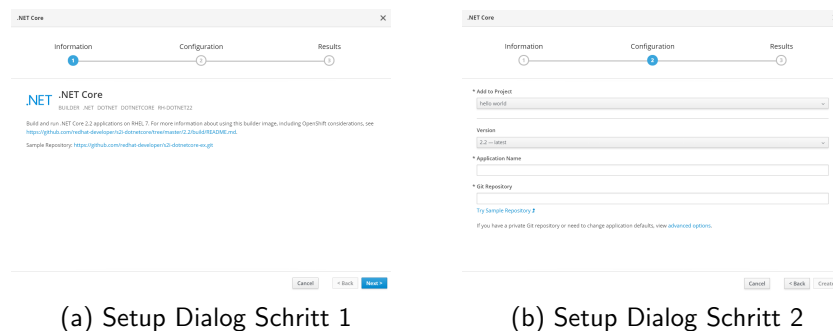 .NET Core
Information Configuration Results
1 2 3
.NET .NET Core
BUILDER .NET DOTNET DOTNETCORE RH-DOTNET22
Build and run .NET Core 2.2 applications on RHEL 7. For more information about using this builder image, including OpenShift considerations, see
https://github.com/redhat-developer/s2i-dotnetcore/tree/master/2.2/build/README.md.
Sample Repository: https://github.com/redhat-developer/s2i-dotnetcore-ex.git
Cancel < Back Next >
(a) Setup Dialog Schritt 1
.NET Core
Information Configuration Results
1 2 3
* Add to Project
hello-world
Version
2.2 — latest
* Application Name
* Git Repository
Try Sample Repository
If you have a private Git repository or need to change application defaults, view advanced options.
Cancel < Back Create
(b) Setup Dialog Schritt 2